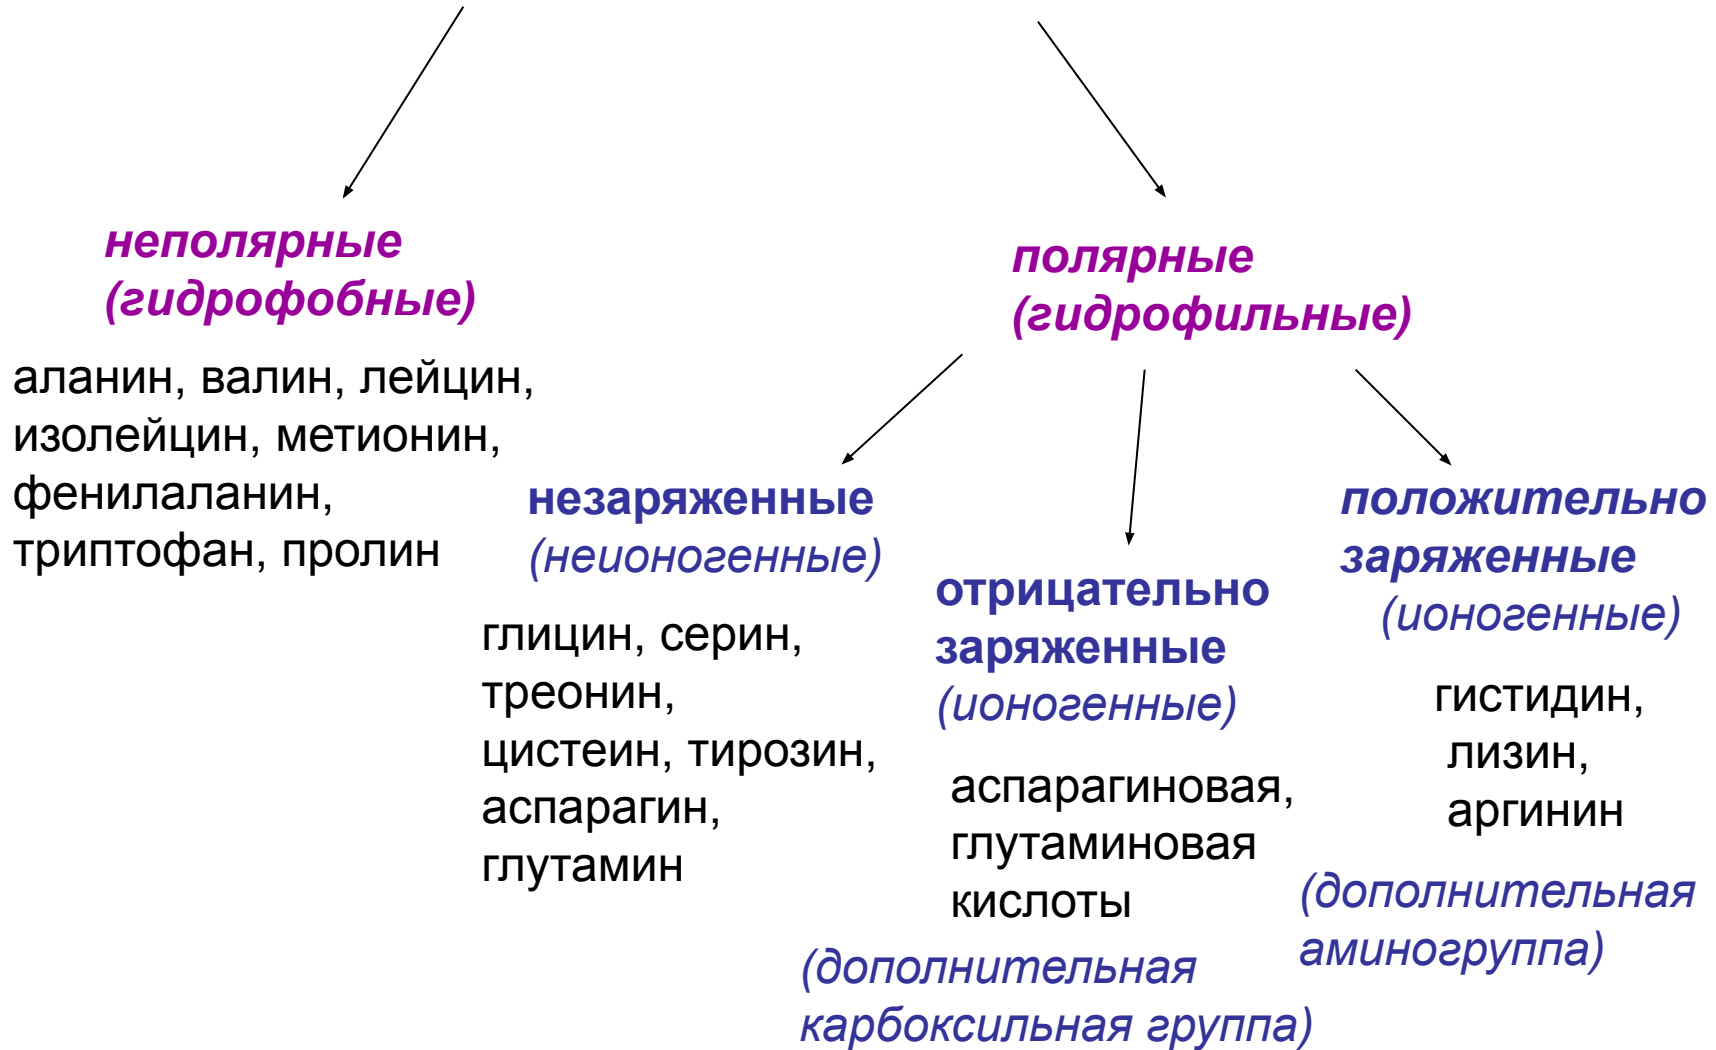 неполярные
(гидрофобные)
аланин, валин, лейцин,
изолейцин, метионин,
фенилаланин,
триптофан, пролин
полярные
(гидрофильные)
незаряженные
(неионогенные)
глицин, серин,
треонин,
цистеин, тирозин,
аспарагин,
глутамин
отрицательно
заряженные
(ионогенные)
аспарагиновая,
глутаминовая
кислоты
(дополнительная
карбоксильная группа)
положительно
заряженные
(ионогенные)
гистидин,
лизин,
аргинин
(дополнительная
аминогруппа)